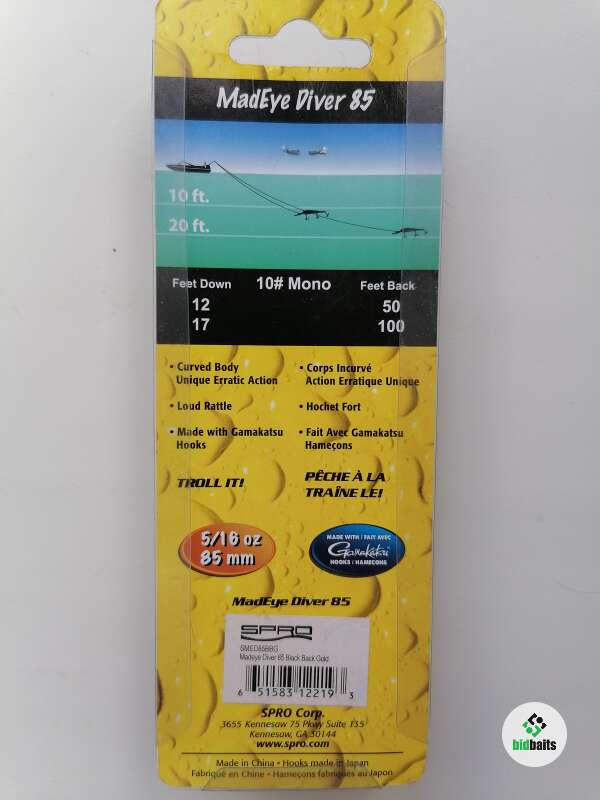 MadEye Diver 85
10 ft.
20 ft.
Feet Down 10# Mono Feet Back
12 50
17 100
• Curved Body
Unique Erratic Action
• Loud Rattle
• Made with Gamakatsu
Hooks
• Corps Incurvé
Action Erratique Unique
• Hochet Fort
• Fait Avec Gamakatsu
Hameçons
TROLL IT!
PÊCHE À LA
TRAÎNE LE!
5/16 oz
85 mm
MADE WITH / FAIT AVEC
Gamakatsu
HOOKS / HAMEÇONS
MadEye Diver 85
SPRO
SMED85BBG
Madeye Diver 85 Black Back Gold
6 51583 12219 3
SPRO Corp.
3655 Kennesaw 75 Pkwy Suite 135
Kennesaw, GA 30144
www.spro.com
Made in China • Hooks made in Japan
Fabriqué en Chine • Hameçons fabriqués au Japon
bidbaits